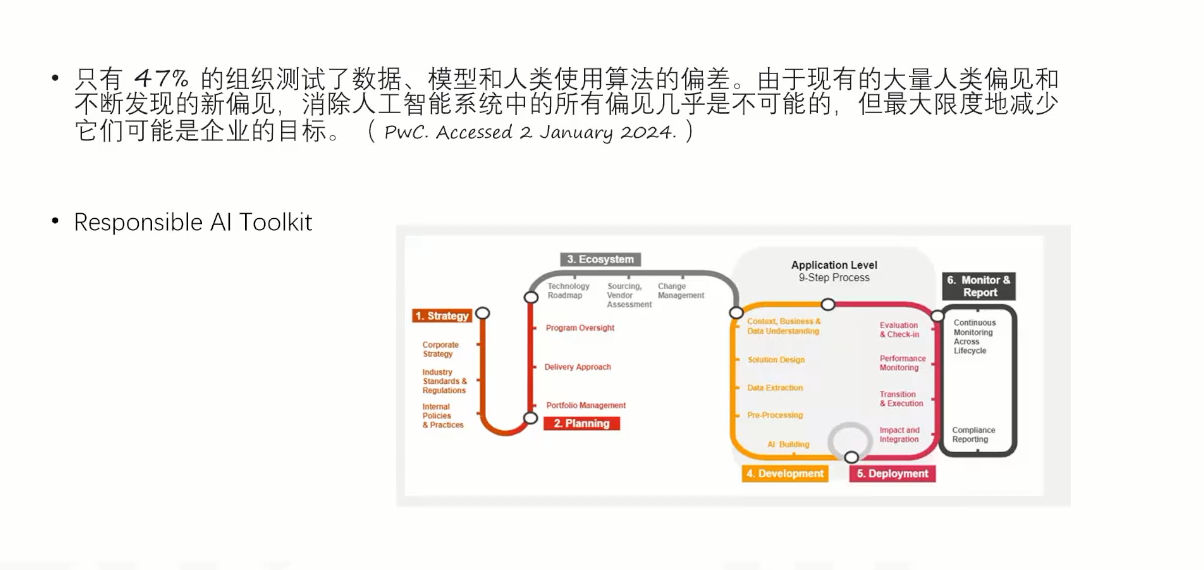 • 只有 47% 的组织测试了数据、模型和人类使用算法的偏差。由于现有的大量人类偏见和
不断发现的新偏见，消除人工智能系统中的所有偏见几乎是不可能的，但最大限度地减少
它们可能是企业的目标。（ PwC. Accessed 2 January 2024. ）
• Responsible AI Toolkit
1. Strategy
Corporate
Strategy
Industry
Standards &
Regulations
Internal
Policies
& Practices
2. Planning
Program Oversight
Delivery Approach
Portfolio Management
3. Ecosystem
Technology
Roadmap
Sourcing,
Vendor
Assessment
Change
Management
Application Level
9-Step Process
Context, Business &
Data Understanding
Solution Design
Data Extraction
Pre-Processing
AI Building
4. Development
Evaluation
& Check-in
Performance
Monitoring
Transition
& Execution
Impact and
Integration
5. Deployment
6. Monitor &
Report
Continuous
Monitoring
Across
Lifecycle
Compliance
Reporting